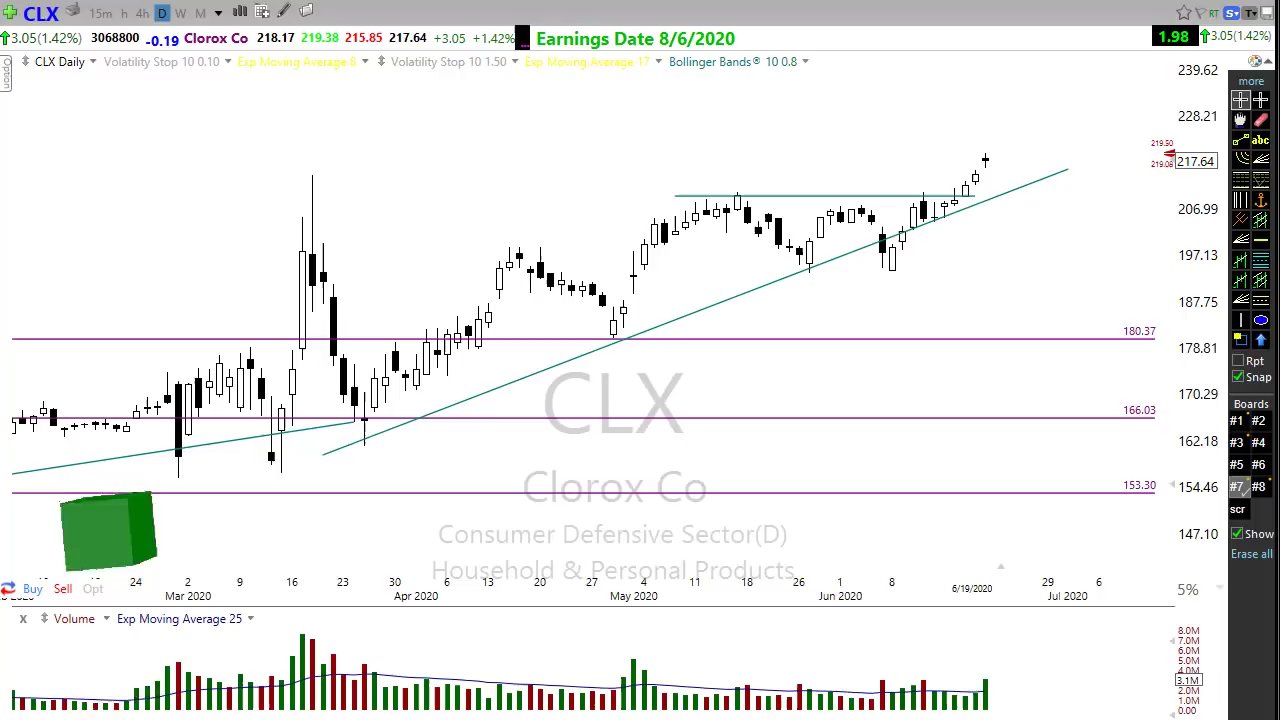 CLX 15m h 4h D W M RT S T
3.05(1.42%) 3068800 -0.19 Clorox Co 218.17 219.38 215.85 217.64 +3.05 +1.42% Earnings Date 8/6/2020 1.98 3.05(1.42%)
Option
CLX Daily Volatility Stop 10 0.10 Exp Moving Average 8 Volatility Stop 10 1.50 Exp Moving Average 17 Bollinger Bands® 10 0.8
239.62
228.21
219.50
217.64
219.08
206.99
197.13
187.75
180.37
178.81
170.29
166.03
162.18
153.30
154.46
147.10
CLX
Clorox Co
Consumer Defensive Sector(D)
Household & Personal Products
24 2 9 16 23 30 6 13 20 27 4 11 18 26 1 8 6/19/2020 29 6
Mar 2020 Apr 2020 May 2020 Jun 2020 Jul 2020
Buy Sell Opt
5%
X Volume Exp Moving Average 25
8.0M
7.0M
6.0M
5.0M
4.0M
3.1M
2.0M
1.0M
0.00
more
abc
Rpt
Snap
Boards
#1 #2
#3 #4
#5 #6
#7 #8
scr
Show
Erase all